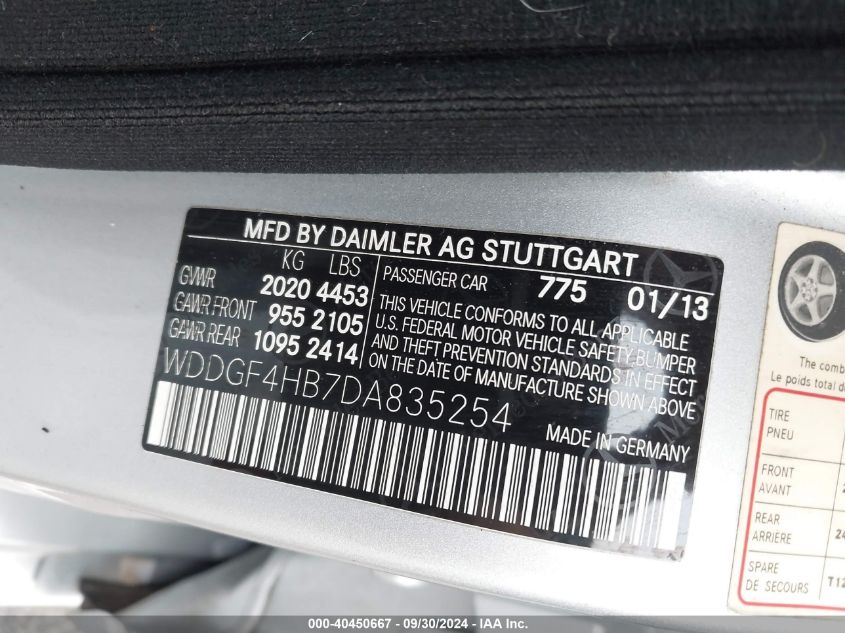 MFD BY DAIMLER AG STUTTGART
KG LBS
GVWR 2020 4453
GAWR FRONT 955 2105
GAWR REAR 1095 2414
PASSENGER CAR 775 01/13
THIS VEHICLE CONFORMS TO ALL APPLICABLE
U.S. FEDERAL MOTOR VEHICLE SAFETY, BUMPER
AND THEFT PREVENTION STANDARDS IN EFFECT
ON THE DATE OF MANUFACTURE SHOWN ABOVE.
WDDGF4HB7DA835254
MADE IN GERMANY
The comb
Le poids total d
TIRE
PNEU
FRONT
AVANT
REAR
ARRIÈRE
24
SPARE
DE SECOURS
T12
000-40450667 - 09/30/2024 - IAA, Inc.